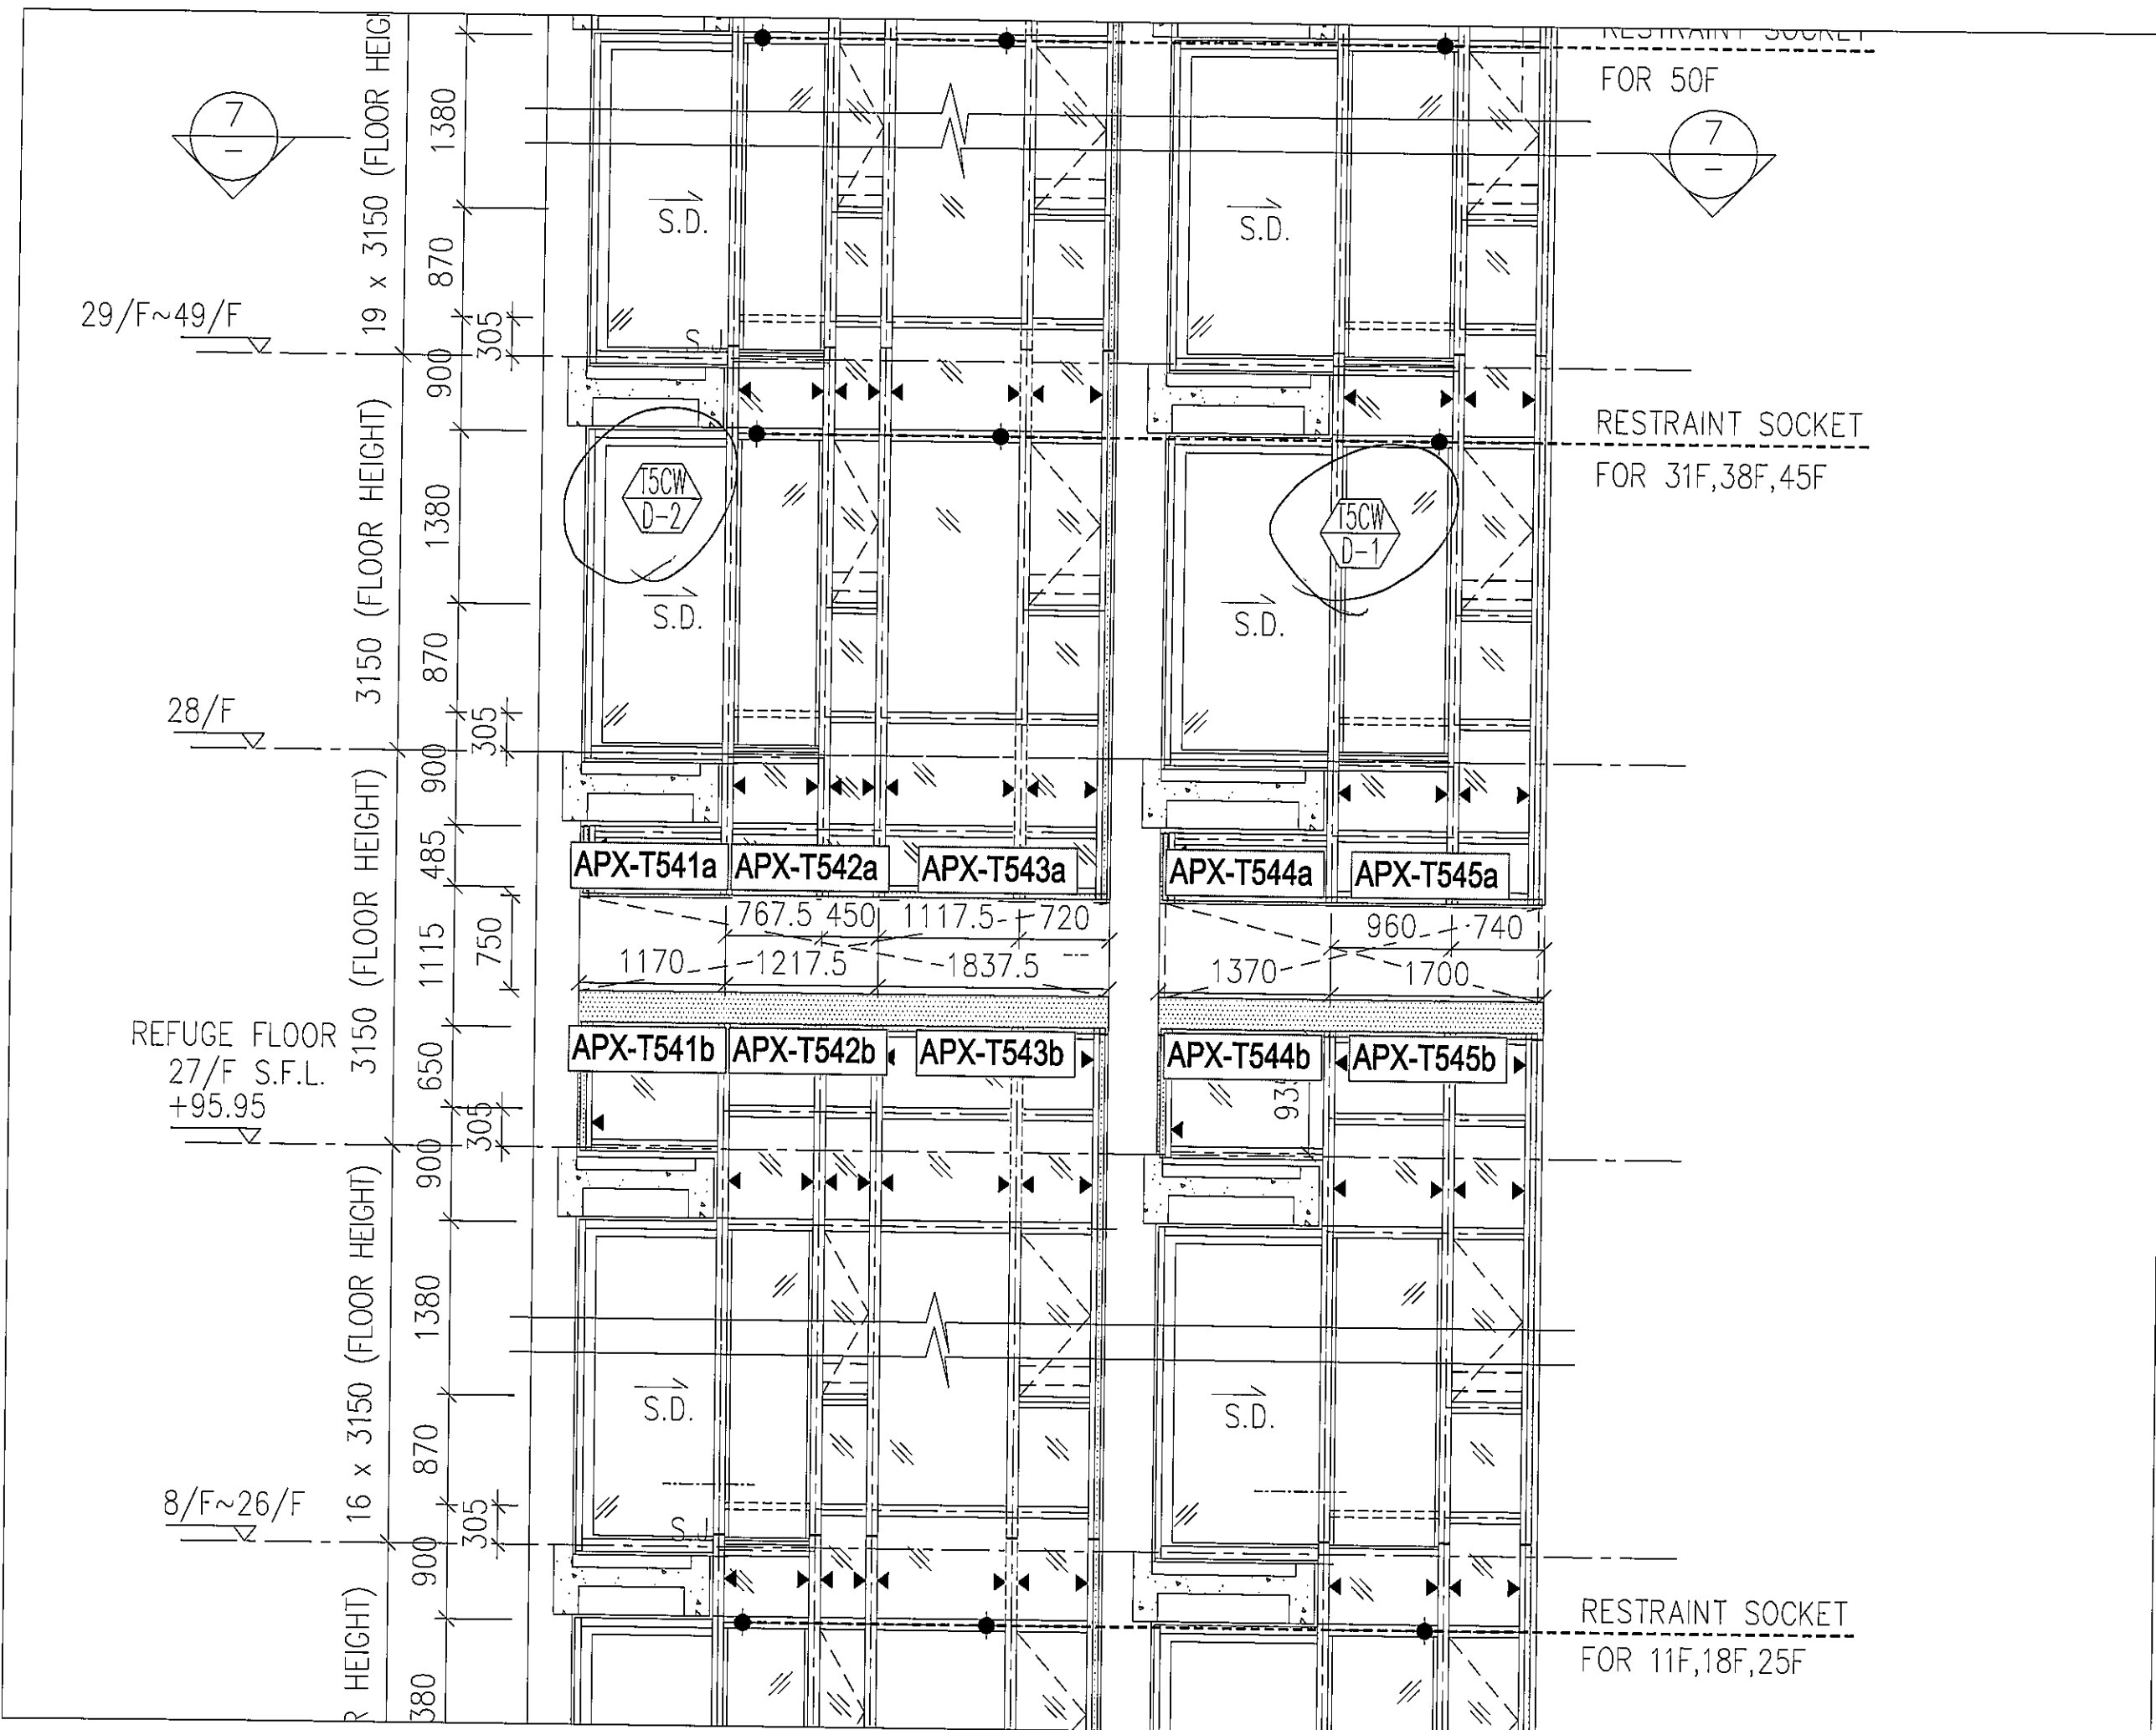 RESTRAINT SOCKET
FOR 50F
7
–
7
–
19 x 3150 (FLOOR HEIG
1380
870
305
900
S.D.
S.D.
29/F~49/F
S.J
RESTRAINT SOCKET
FOR 31F,38F,45F
T5CW
D-2
T5CW
D-1
3150 (FLOOR HEIGHT)
1380
870
305
900
S.D.
S.D.
28/F
3150 (FLOOR HEIGHT)
485
1115
750
APX-T541a
APX-T542a
APX-T543a
APX-T544a
APX-T545a
767.5
450
1117.5
720
960
740
1170
1217.5
1837.5
1370
1700
APX-T541b
APX-T542b
APX-T543b
APX-T544b
APX-T545b
REFUGE FLOOR
27/F S.F.L.
+95.95
650
305
900
16 x 3150 (FLOOR HEIGHT)
1380
870
305
900
S.D.
S.D.
8/F~26/F
S.J
RESTRAINT SOCKET
FOR 11F,18F,25F
R HEIGHT)
380